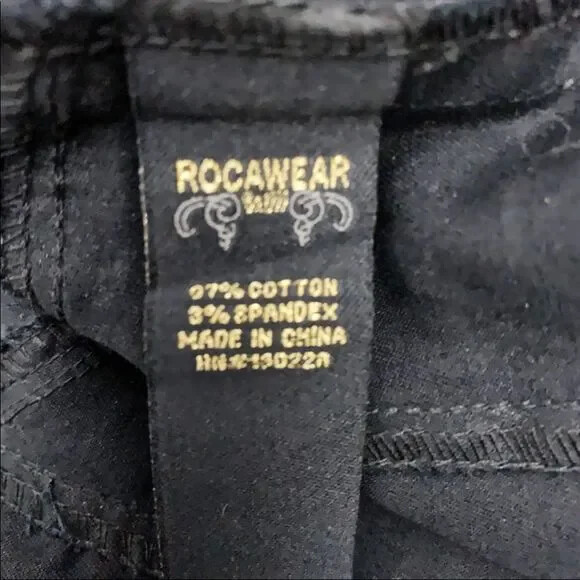 ROCAWEAR
97% COTTON
3% SPANDEX
MADE IN CHINA